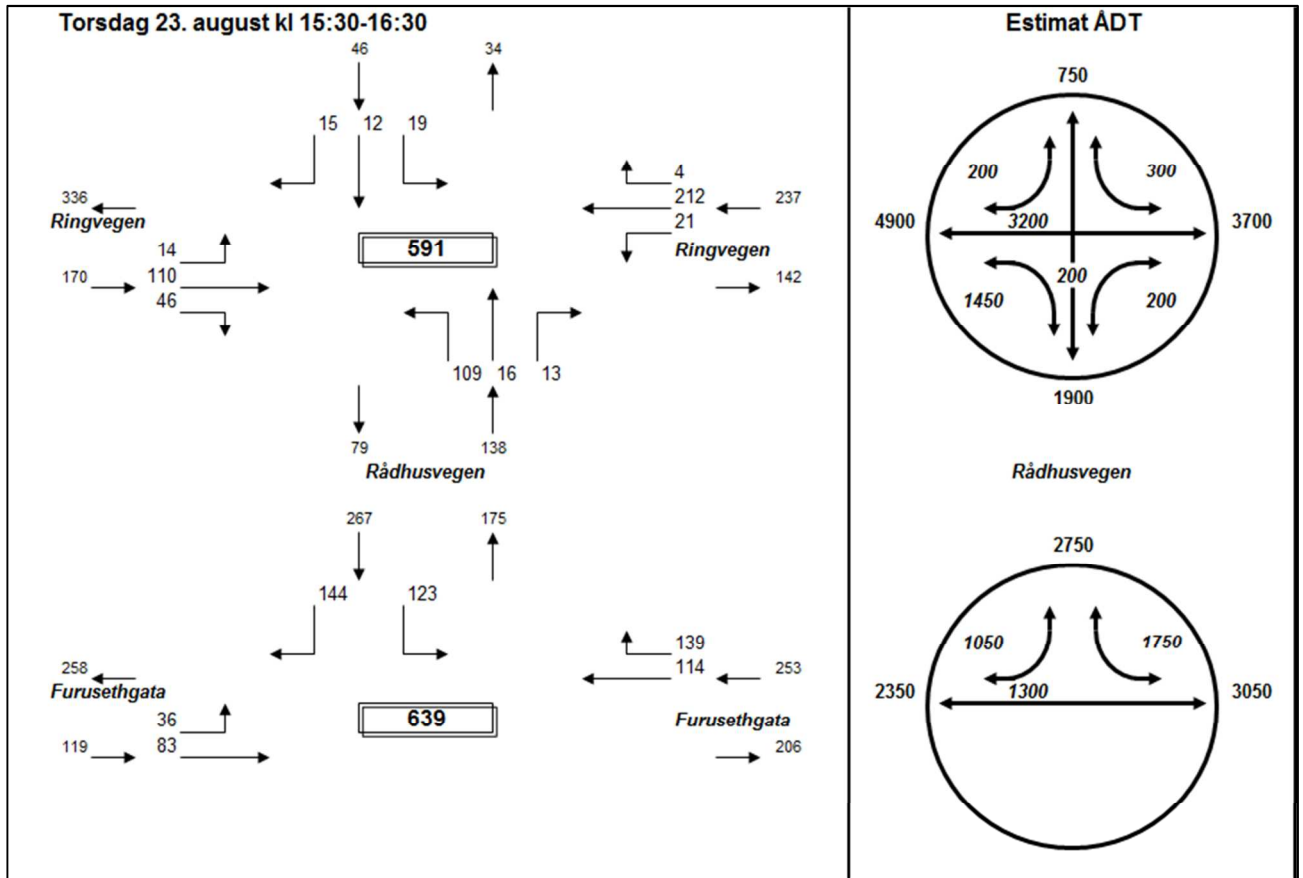 Torsdag 23. august kl 15:30-16:30
46 34
15 12 19
336
Ringvegen
4
212 237
21
Ringvegen
14
170 110
46
591
142
109 16 13
79 138
Rådhusvegen
267 175
144 123
258
Furusethgata
139
114 253
36
119 83
639
Furusethgata
206
Estimat ÅDT
750
200 300
4900 3200 3700
200
1450 200
1900
Rådhusvegen
2750
1050 1750
2350 1300 3050